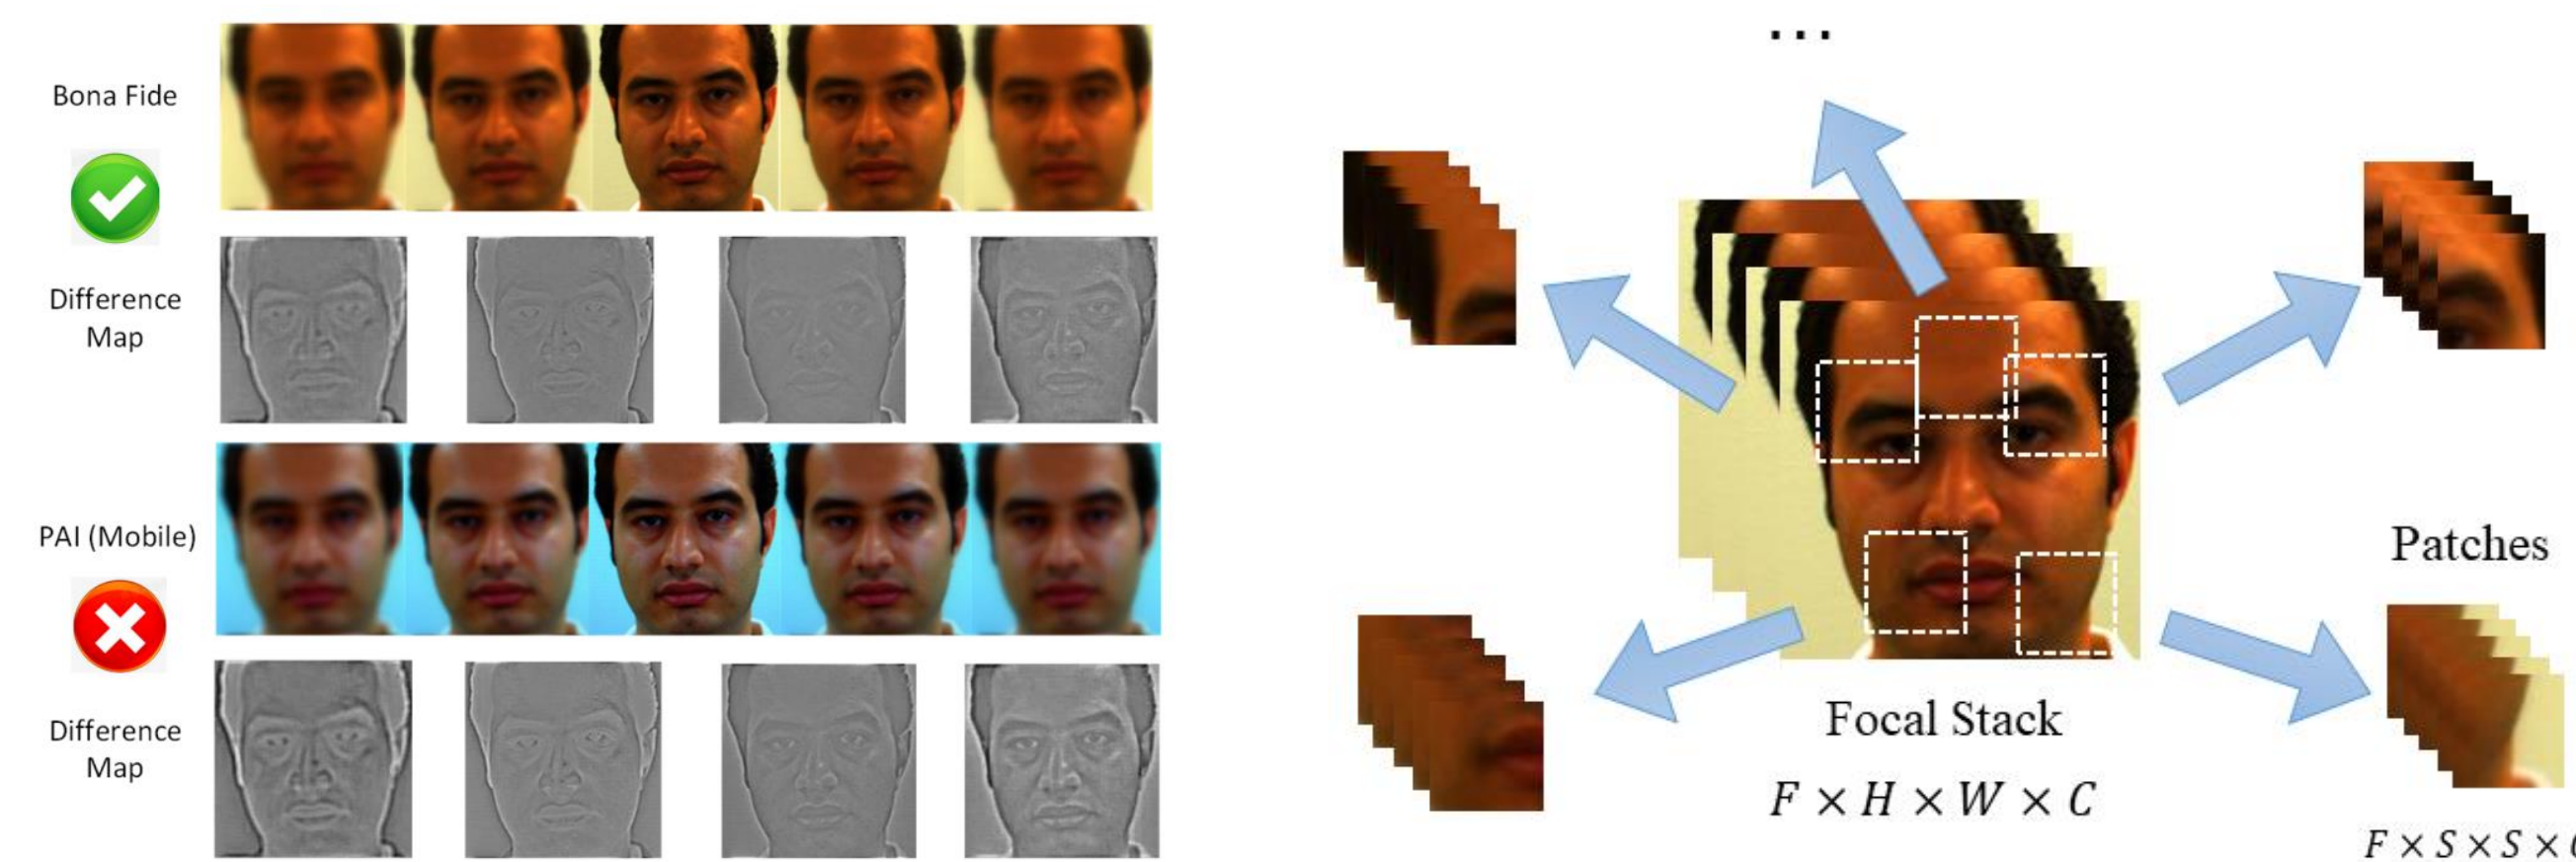 Bona Fide
Difference
Map
PAI (Mobile)
Difference
Map
...
Patches
Focal Stack
F × H × W × C
F × S × S ×